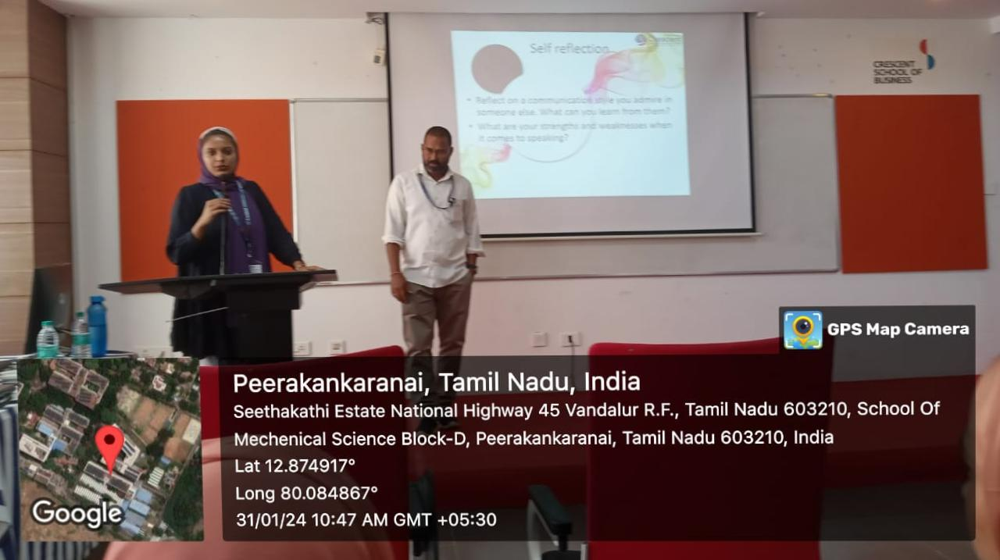 Self reflection
• Reflect on a communication style you admire in
someone else. What can you learn from them?
• What are your strengths and weaknesses when
it comes to speaking?
CRESCENT
SCHOOL OF
BUSINESS
GPS Map Camera
Peerakankaranai, Tamil Nadu, India
Seethakathi Estate National Highway 45 Vandalur R.F., Tamil Nadu 603210, School Of
Mechenical Science Block-D, Peerakankaranai, Tamil Nadu 603210, India
Lat 12.874917°
Long 80.084867°
31/01/24 10:47 AM GMT +05:30
Google